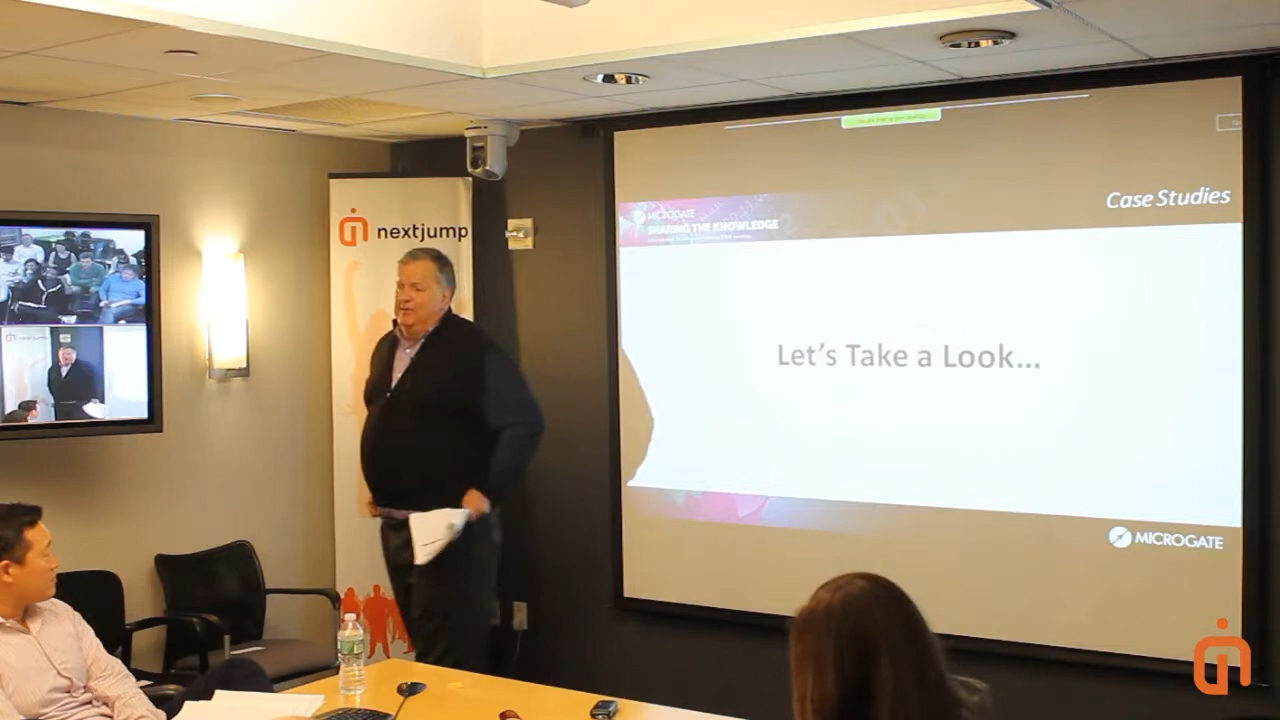 nextjump
Case Studies
MICROGATE
SHARING THE KNOWLEDGE
Let's Take a Look...
MICROGATE